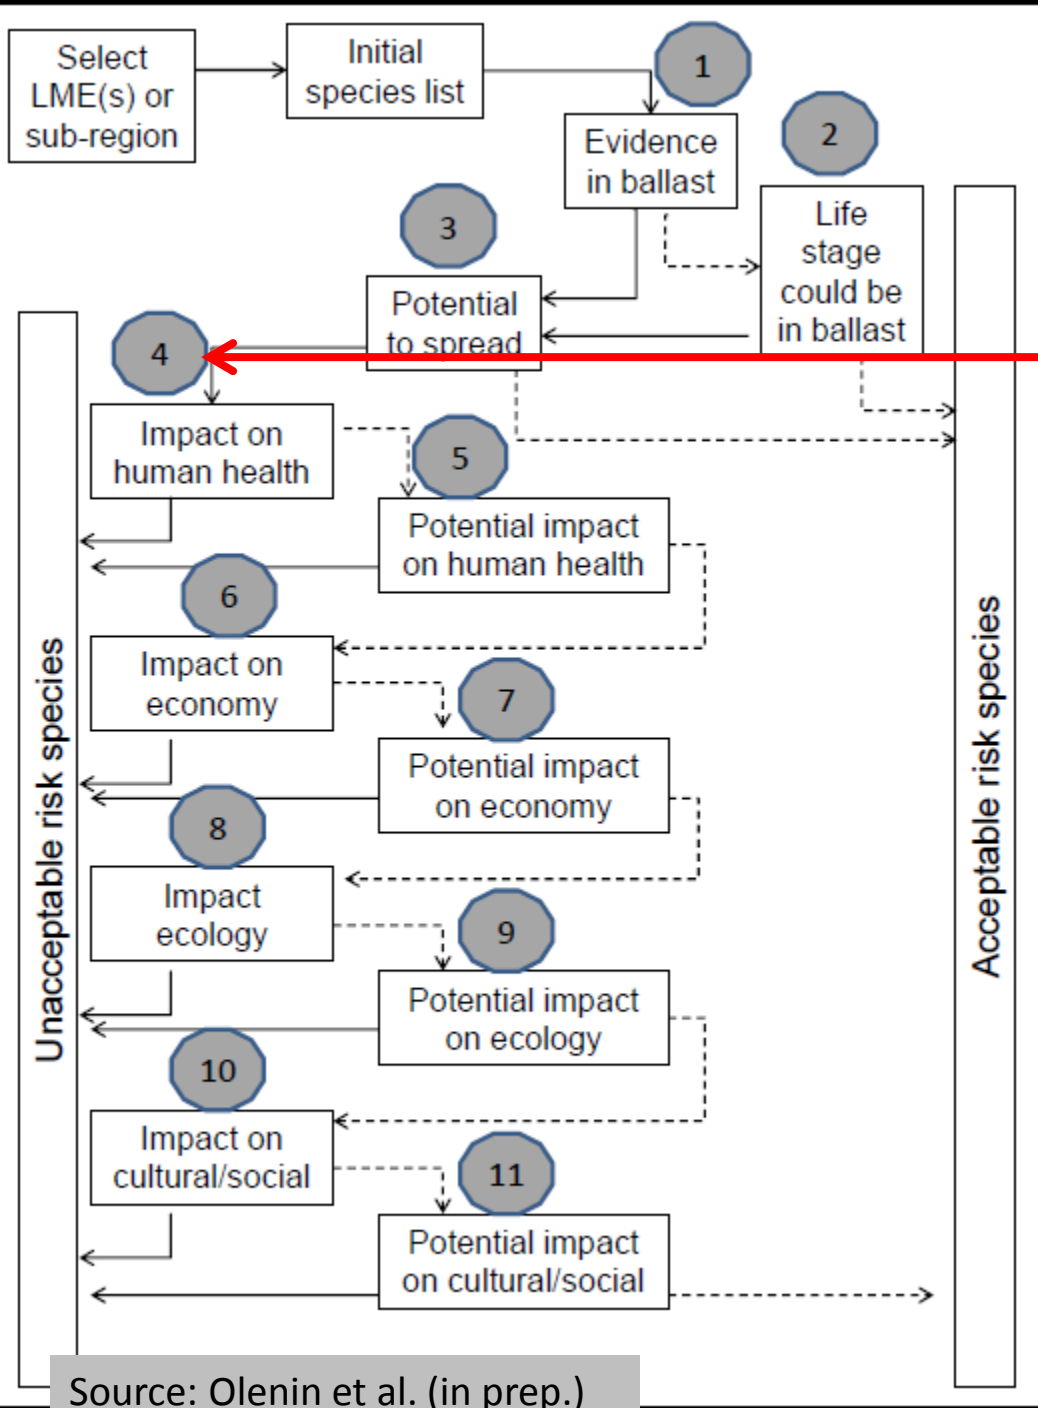 Select
LME(s) or
sub-region
Initial
species list
1
Evidence
in ballast
2
Life
stage
could be
in ballast
3
Potential
to spread
4
Impact on
human health
5
Potential impact
on human health
6
Impact on
economy
7
Potential impact
on economy
8
Impact
ecology
9
Potential impact
on ecology
10
Impact on
cultural/social
11
Potential impact
on cultural/social
Unacceptable risk species
Acceptable risk species
Source: Olenin et al. (in prep.)